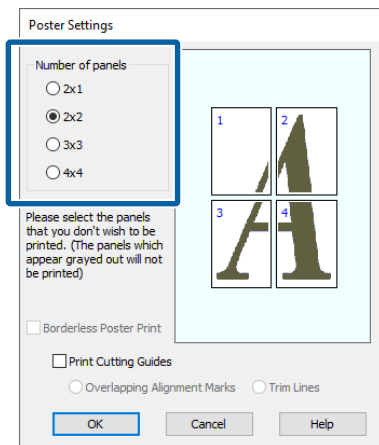 Poster Settings
Number of panels
2x1
2x2
3x3
4x4
1
2
3
4
Please select the panels
that you don't wish to be
printed. (The panels which
appear grayed out will not
be printed)
Borderless Poster Print
Print Cutting Guides
Overlapping Alignment Marks Trim Lines
OK Cancel Help